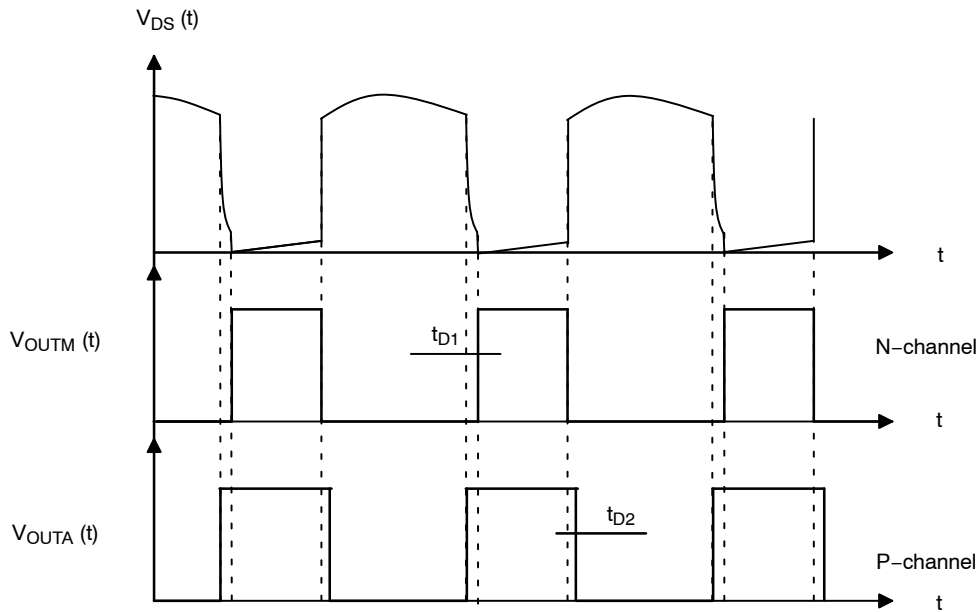 V_DS (t)
t
V_OUTM (t)
t_D1
N−channel
t
V_OUTA (t)
t_D2
P−channel
t